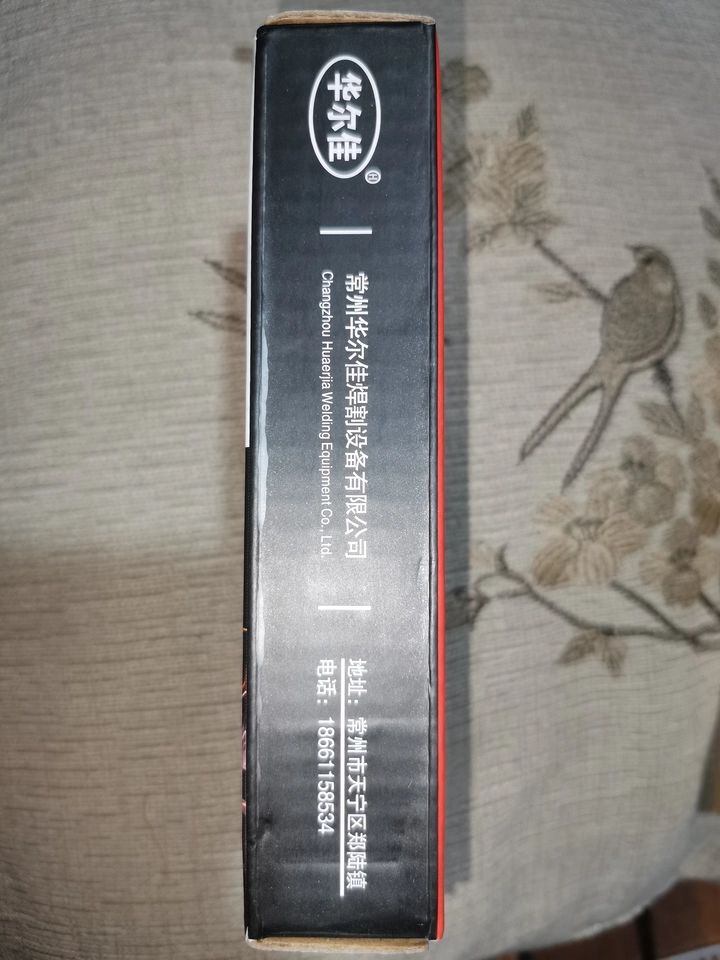 华尔佳
常州华尔佳焊割设备有限公司
Changzhou Huaerjia Welding Equipment Co., Ltd.
地址：常州市天宁区郑陆镇
电话：18661158534